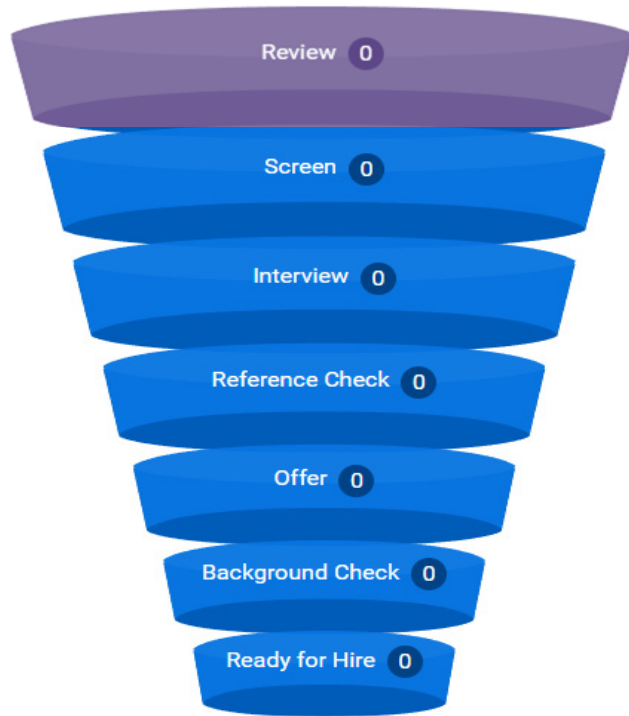 Review 0
Screen 0
Interview 0
Reference Check 0
Offer 0
Background Check 0
Ready for Hire 0